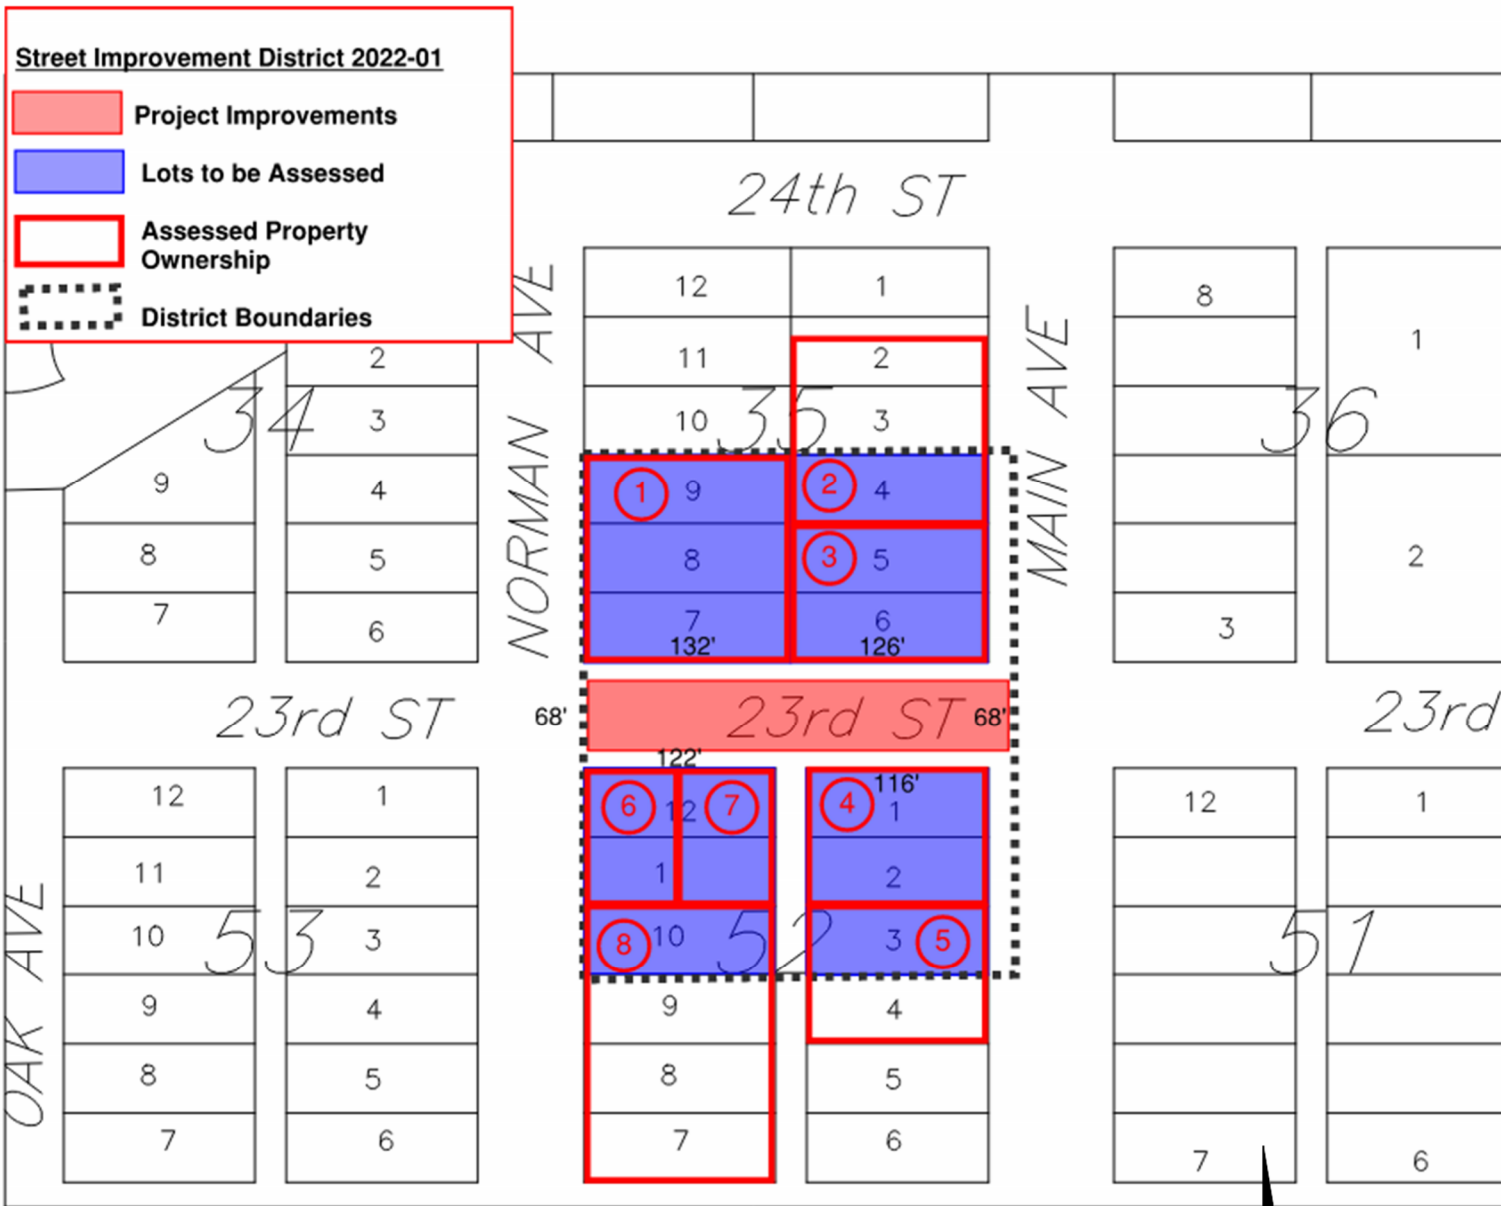 Street Improvement District 2022-01
Project Improvements
Lots to be Assessed
Assessed Property
Ownership
District Boundaries
24th ST
NORMAN AVE
MAIN AVE
OAK AVE
12 1
11 2
10 35 3
1 9 2 4
8 3 5
7 6
132' 126'
34
2
3
9 4
8 5
7 6
8
1
36
2
3
23rd ST
68' 23rd ST 68'
23rd
122'
12 1
11 2
10 53 3
9 4
8 5
7 6
6 12 7 4 116' 1
1 2
8 10 52 3 5
9 4
8 5
7 6
12 1
51
7 6